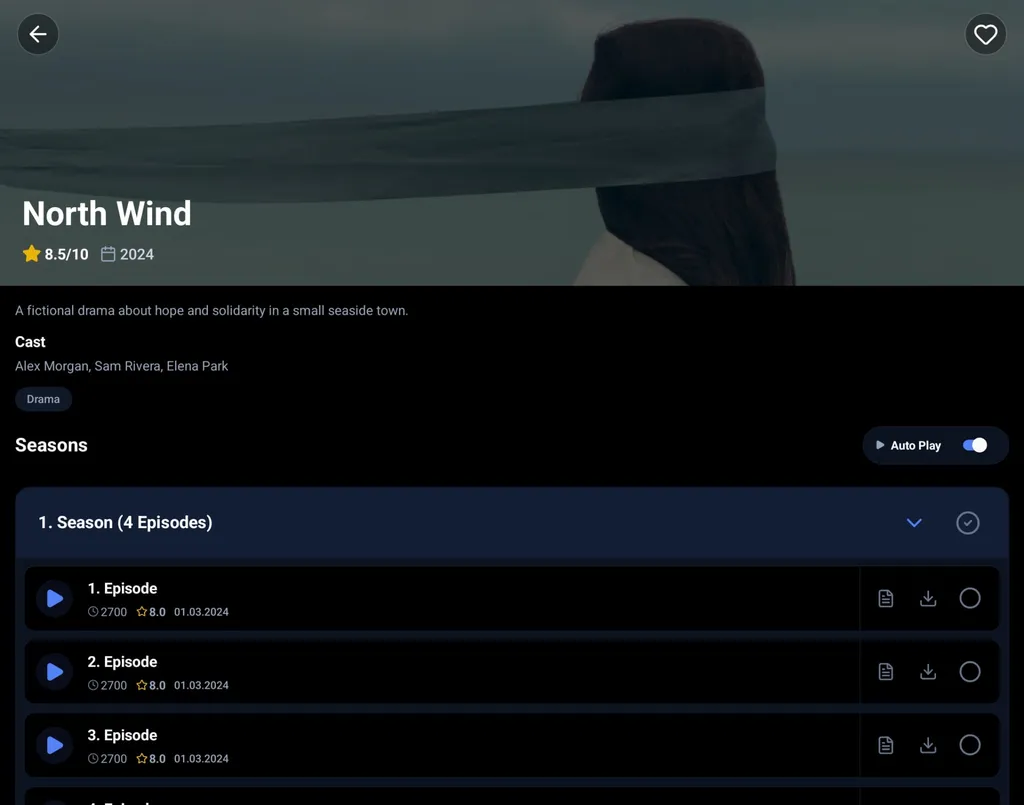 North Wind
8.5/10 2024
A fictional drama about hope and solidarity in a small seaside town.
Cast
Alex Morgan, Sam Rivera, Elena Park
Drama
Seasons
Auto Play
1. Season (4 Episodes)
1. Episode
2700 8.0 01.03.2024
2. Episode
2700 8.0 01.03.2024
3. Episode
2700 8.0 01.03.2024